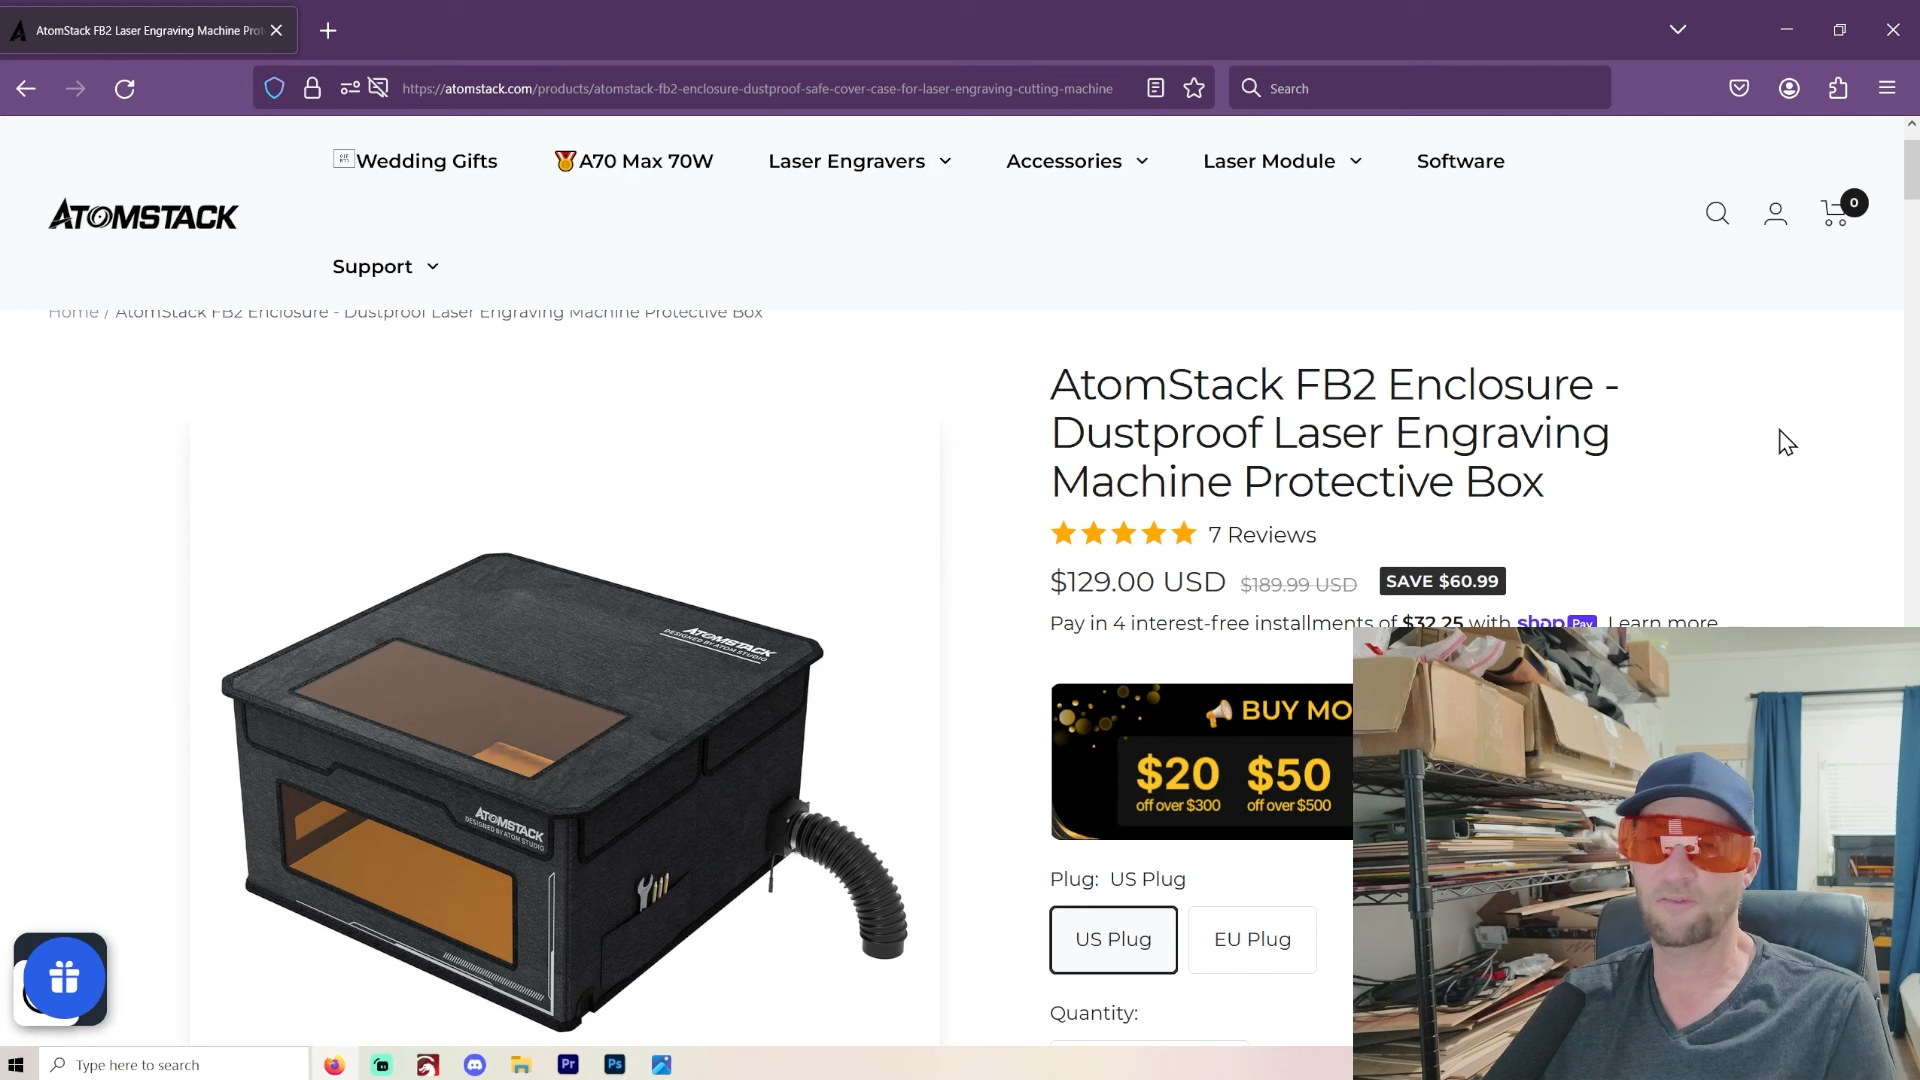 AtomStack FB2 Laser Engraving Machine Prot
https://atomstack.com/products/atomstack-fb2-enclosure-dustproof-safe-cover-case-for-laser-engraving-cutting-machine
Search
Wedding Gifts
A70 Max 70W
Laser Engravers
Accessories
Laser Module
Software
ATOMSTACK
0
Support
Home / AtomStack FB2 Enclosure - Dustproof Laser Engraving Machine Protective Box
AtomStack FB2 Enclosure -
Dustproof Laser Engraving
Machine Protective Box
7 Reviews
$129.00 USD $189.99 USD SAVE $60.99
Pay in 4 interest-free installments of $32.25 with shop Pay Learn more
ATOMSTACK
DESIGNED BY ATOM STUDIO
BUY MO
$20 $50
off over $300 off over $500
ATOMSTACK
DESIGNED BY ATOM STUDIO
Plug: US Plug
US Plug
EU Plug
Quantity:
Type here to search
Pr
Ps